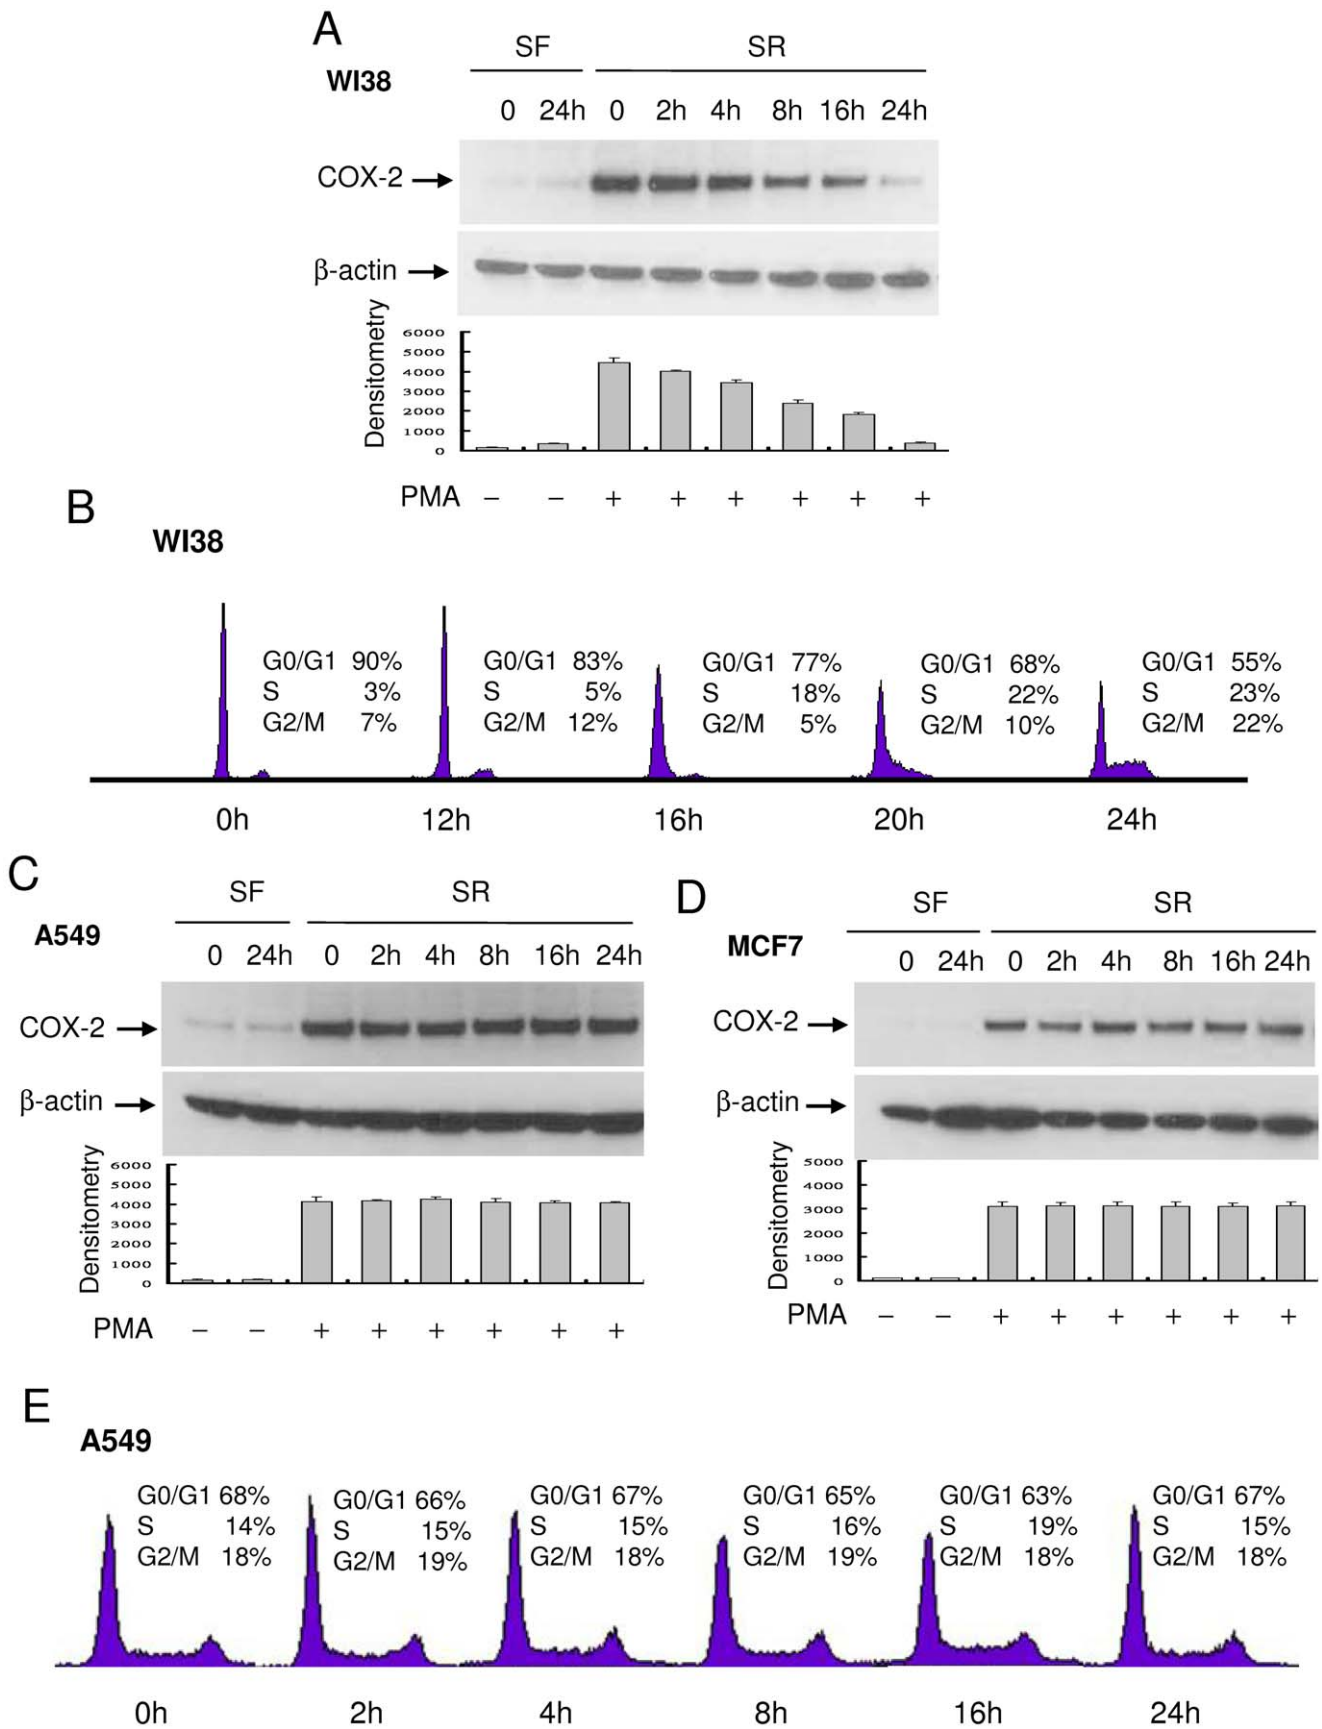 A
SF SR
WI38
0 24h 0 2h 4h 8h 16h 24h
COX-2
β-actin
Densitometry
6000
5000
4000
3000
2000
1000
0
PMA − − + + + + + +
B
WI38
G0/G1 90%
S 3%
G2/M 7%
G0/G1 83%
S 5%
G2/M 12%
G0/G1 77%
S 18%
G2/M 5%
G0/G1 68%
S 22%
G2/M 10%
G0/G1 55%
S 23%
G2/M 22%
0h 12h 16h 20h 24h
C
SF SR
A549
0 24h 0 2h 4h 8h 16h 24h
COX-2
β-actin
Densitometry
6000
5000
4000
3000
2000
1000
0
PMA − − + + + + + +
D
SF SR
MCF7
0 24h 0 2h 4h 8h 16h 24h
COX-2
β-actin
Densitometry
5000
4000
3000
2000
1000
0
PMA − − + + + + + +
E
A549
G0/G1 68%
S 14%
G2/M 18%
G0/G1 66%
S 15%
G2/M 19%
G0/G1 67%
S 15%
G2/M 18%
G0/G1 65%
S 16%
G2/M 19%
G0/G1 63%
S 19%
G2/M 18%
G0/G1 67%
S 15%
G2/M 18%
0h 2h 4h 8h 16h 24h